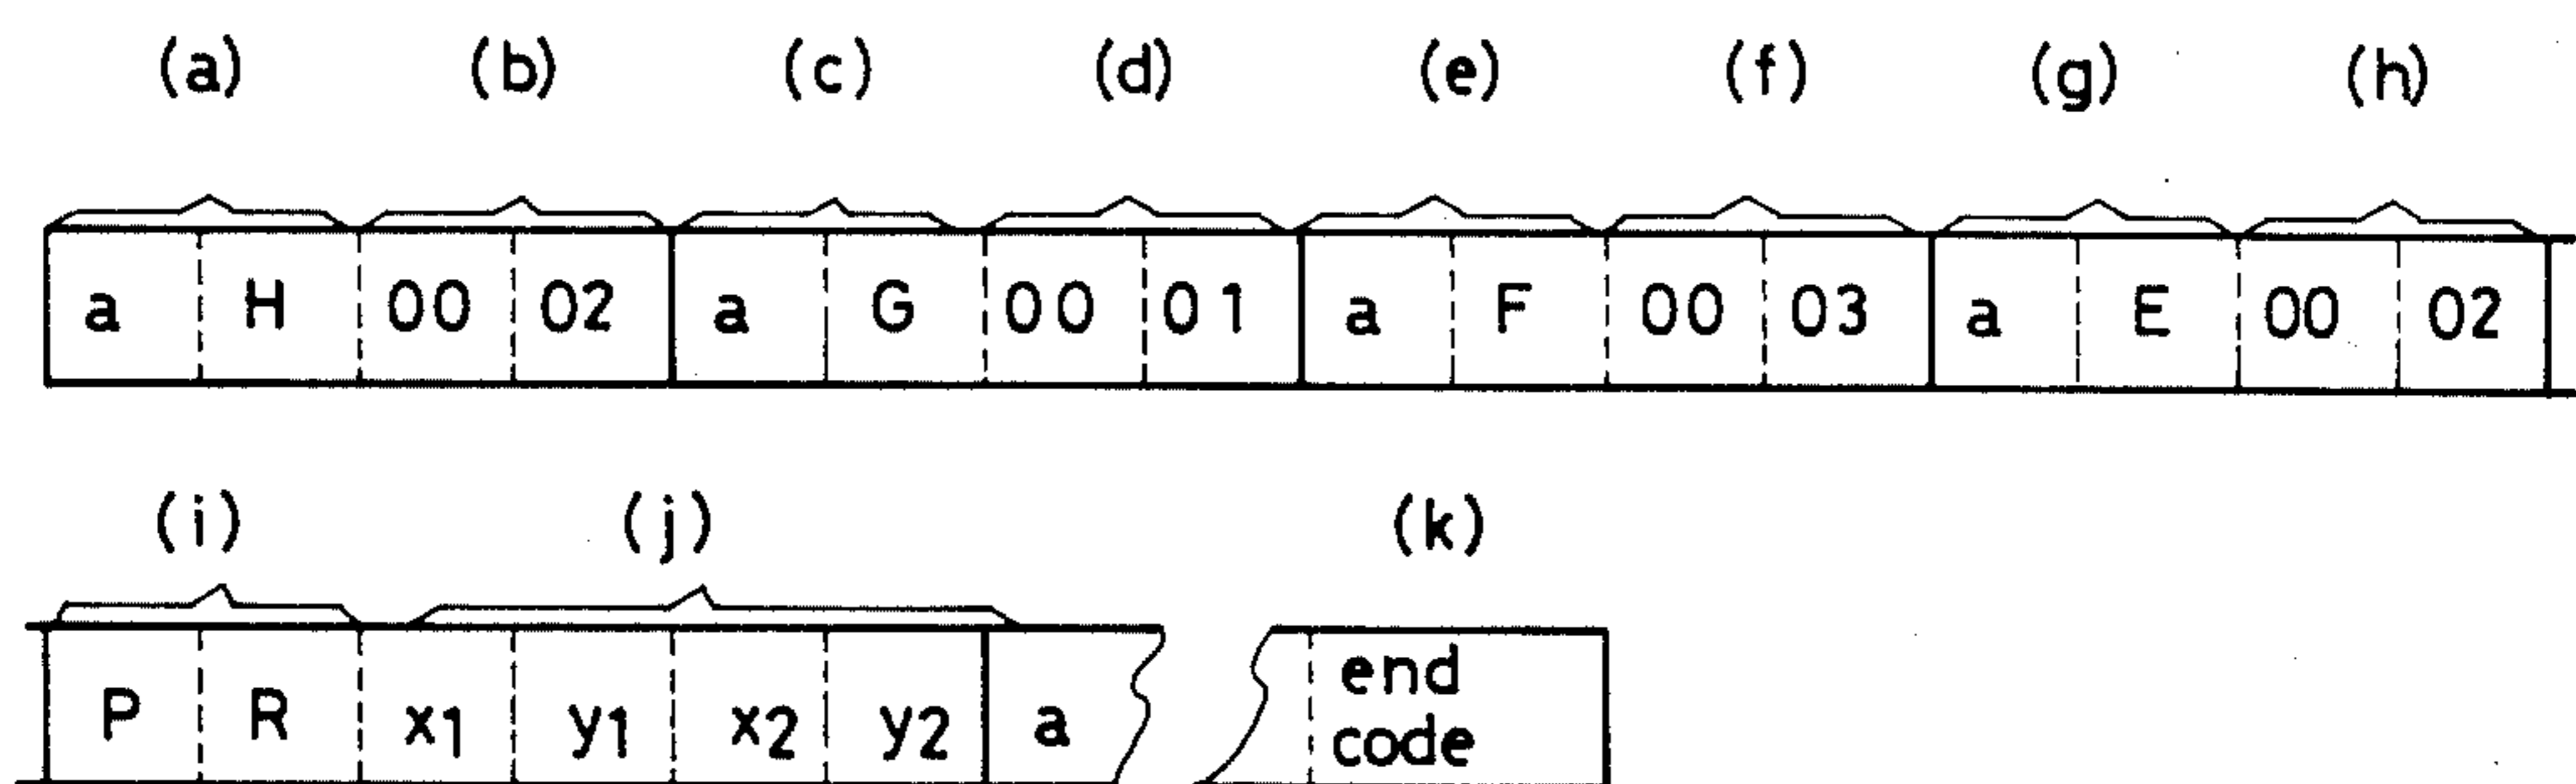 (a) (b) (c) (d) (e) (f) (g) (h)
a H 00 02 a G 00 01 a F 00 03 a E 00 02
(i) (j) (k)
P R x1 y1 x2 y2 a end code